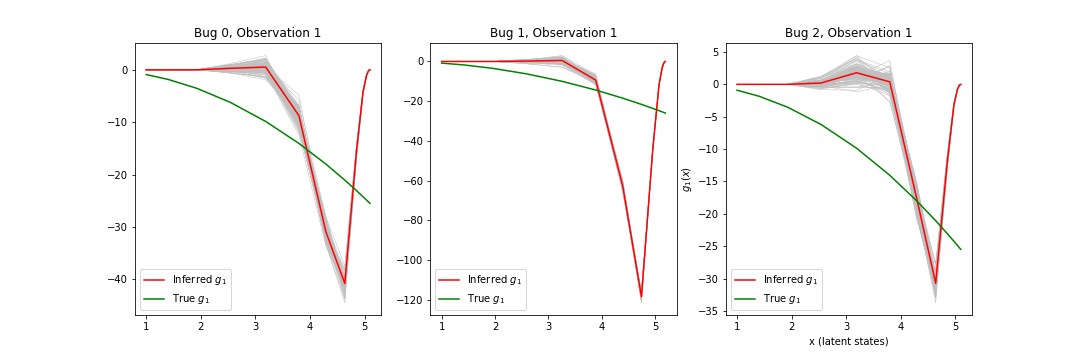 Bug 0, Observation 1
0
−10
−20
−30
−40
1 2 3 4 5
Inferred g₁
True g₁
Bug 1, Observation 1
0
−20
−40
−60
−80
−100
−120
1 2 3 4 5
Inferred g₁
True g₁
Bug 2, Observation 1
g₁(x)
5
0
−5
−10
−15
−20
−25
−30
−35
1 2 3 4 5
x (latent states)
Inferred g₁
True g₁